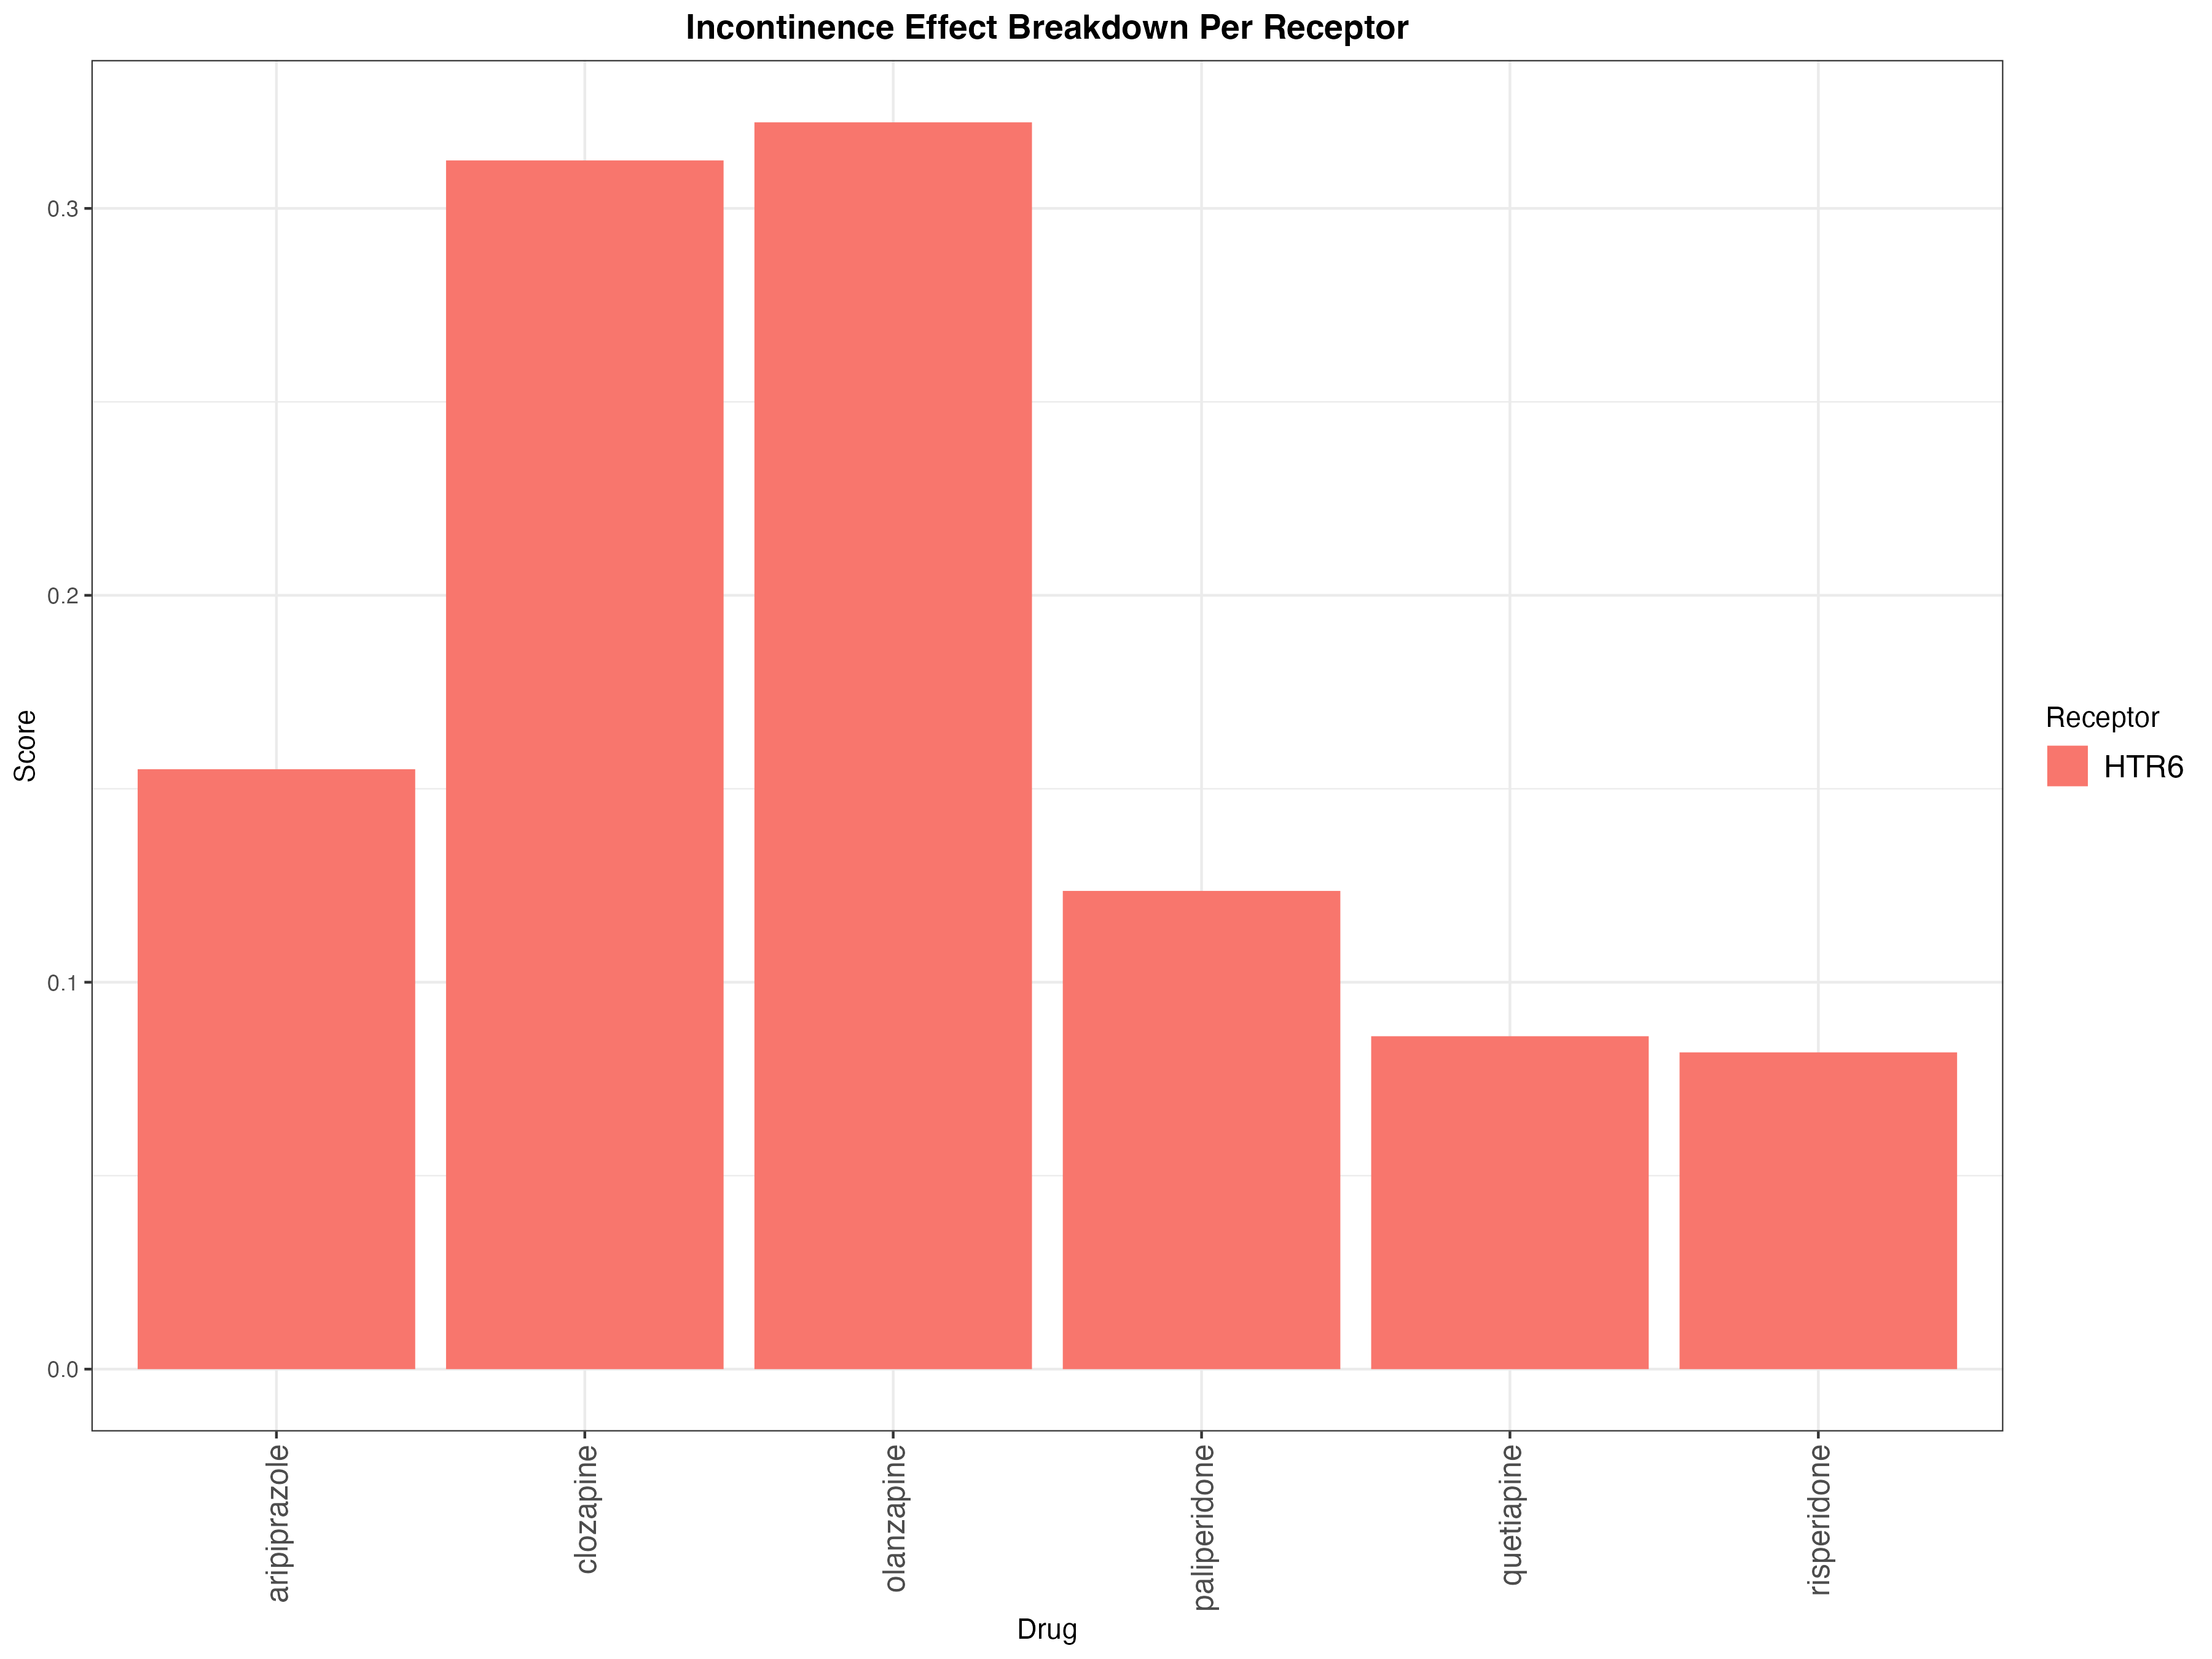 Incontinence Effect Breakdown Per Receptor
Score
0.3
0.2
0.1
0.0
aripiprazole
clozapine
olanzapine
paliperidone
quetiapine
risperidone
Drug
Receptor
HTR6